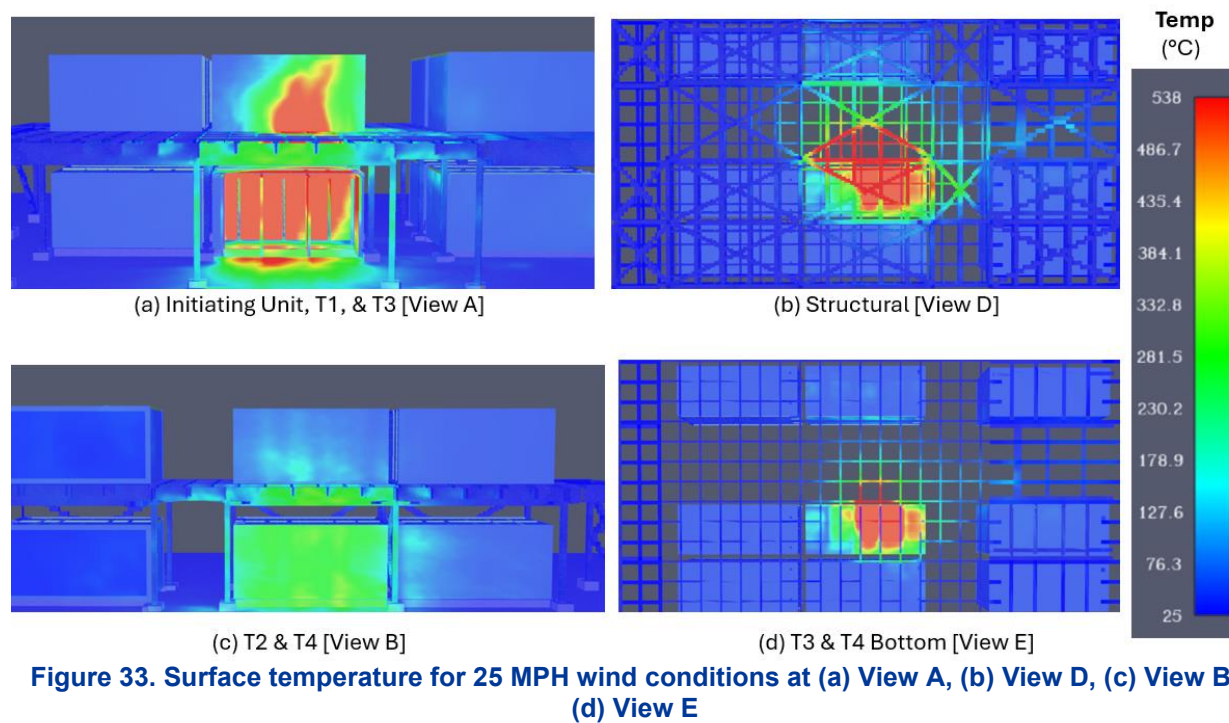 Temp
(°C)
538
486.7
435.4
384.1
332.8
281.5
230.2
178.9
127.6
76.3
25
(a) Initiating Unit, T1, & T3 [View A]
(b) Structural [View D]
(c) T2 & T4 [View B]
(d) T3 & T4 Bottom [View E]
Figure 33. Surface temperature for 25 MPH wind conditions at (a) View A, (b) View D, (c) View B
(d) View E